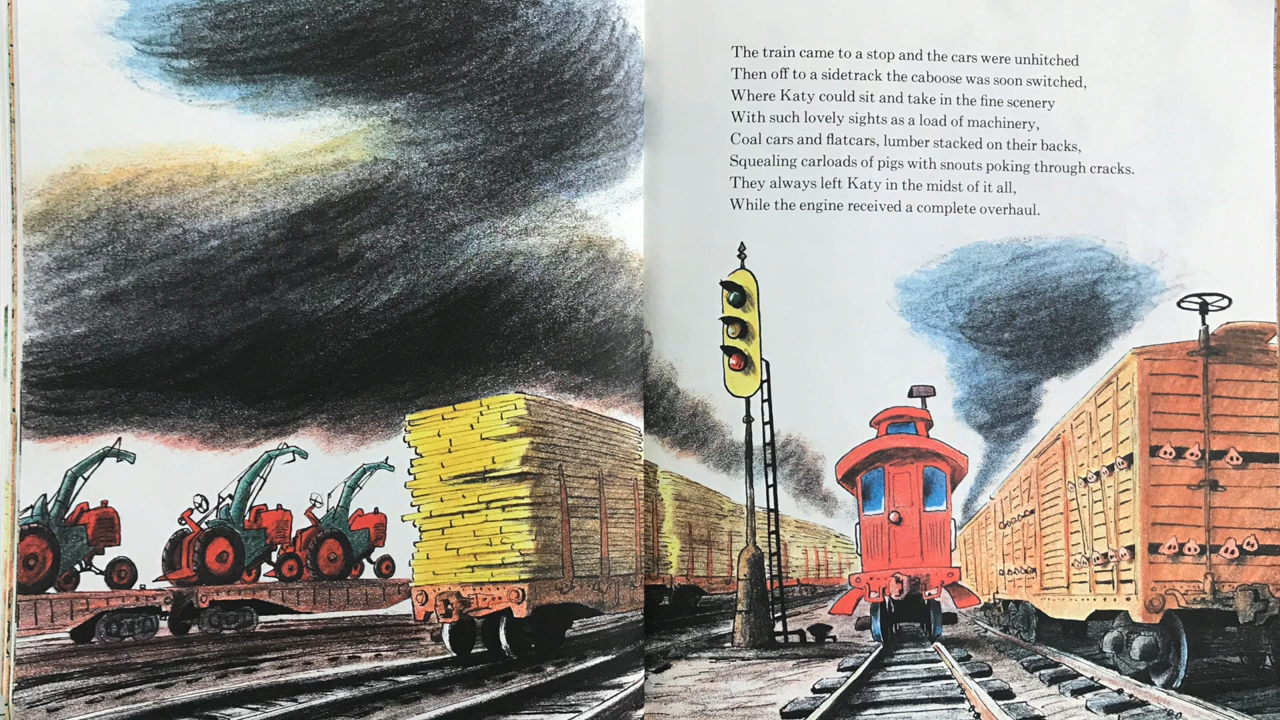 The train came to a stop and the cars were unhitched
Then off to a sidetrack the caboose was soon switched,
Where Katy could sit and take in the fine scenery
With such lovely sights as a load of machinery,
Coal cars and flatcars, lumber stacked on their backs,
Squealing carloads of pigs with snouts poking through cracks.
They always left Katy in the midst of it all,
While the engine received a complete overhaul.